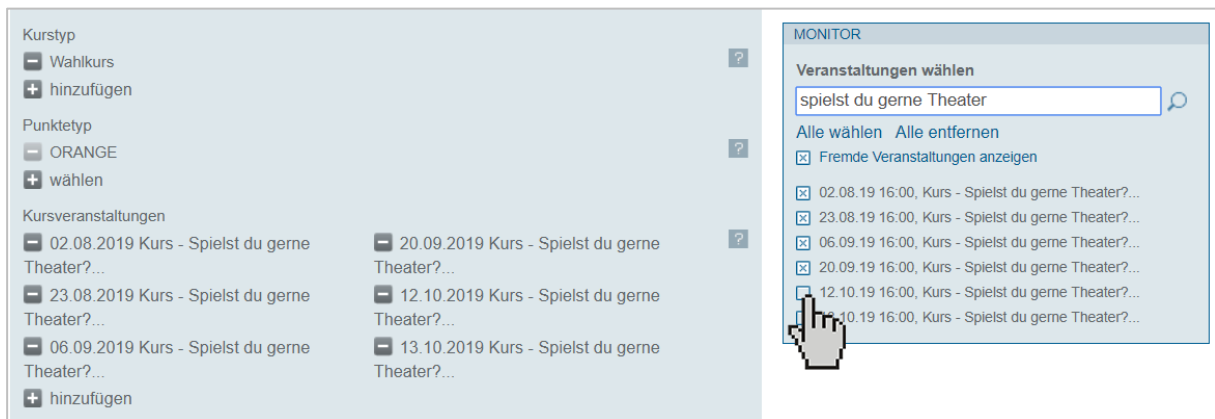 Kurstyp
Wahlkurs
hinzufügen
Punktetyp
ORANGE
wählen
Kursveranstaltungen
02.08.2019 Kurs - Spielst du gerne
Theater?...
23.08.2019 Kurs - Spielst du gerne
Theater?...
06.09.2019 Kurs - Spielst du gerne
Theater?...
20.09.2019 Kurs - Spielst du gerne
Theater?...
12.10.2019 Kurs - Spielst du gerne
Theater?...
13.10.2019 Kurs - Spielst du gerne
Theater?...
hinzufügen
?
?
?
MONITOR
Veranstaltungen wählen
spielst du gerne Theater
Alle wählen Alle entfernen
Fremde Veranstaltungen anzeigen
02.08.19 16:00, Kurs - Spielst du gerne Theater?...
23.08.19 16:00, Kurs - Spielst du gerne Theater?...
06.09.19 16:00, Kurs - Spielst du gerne Theater?...
20.09.19 16:00, Kurs - Spielst du gerne Theater?...
12.10.19 16:00, Kurs - Spielst du gerne Theater?...
16:00, Kurs - Spielst du gerne Theater?...